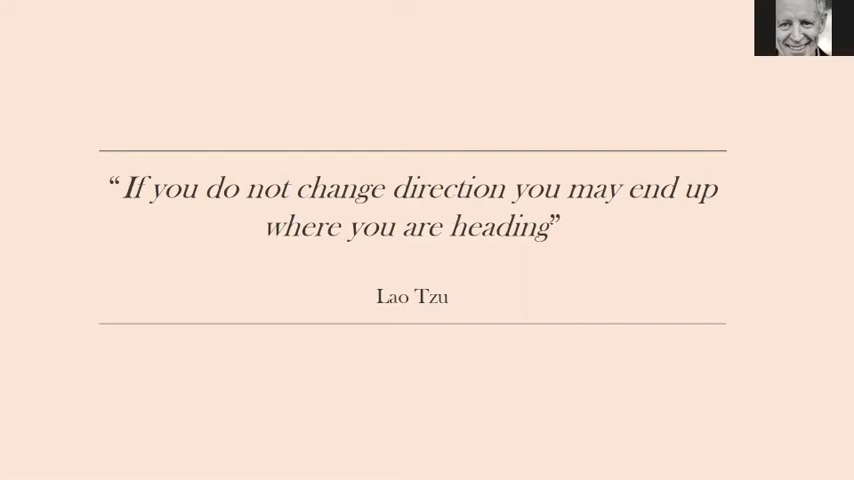 “If you do not change direction you may end up
where you are heading”
Lao Tzu